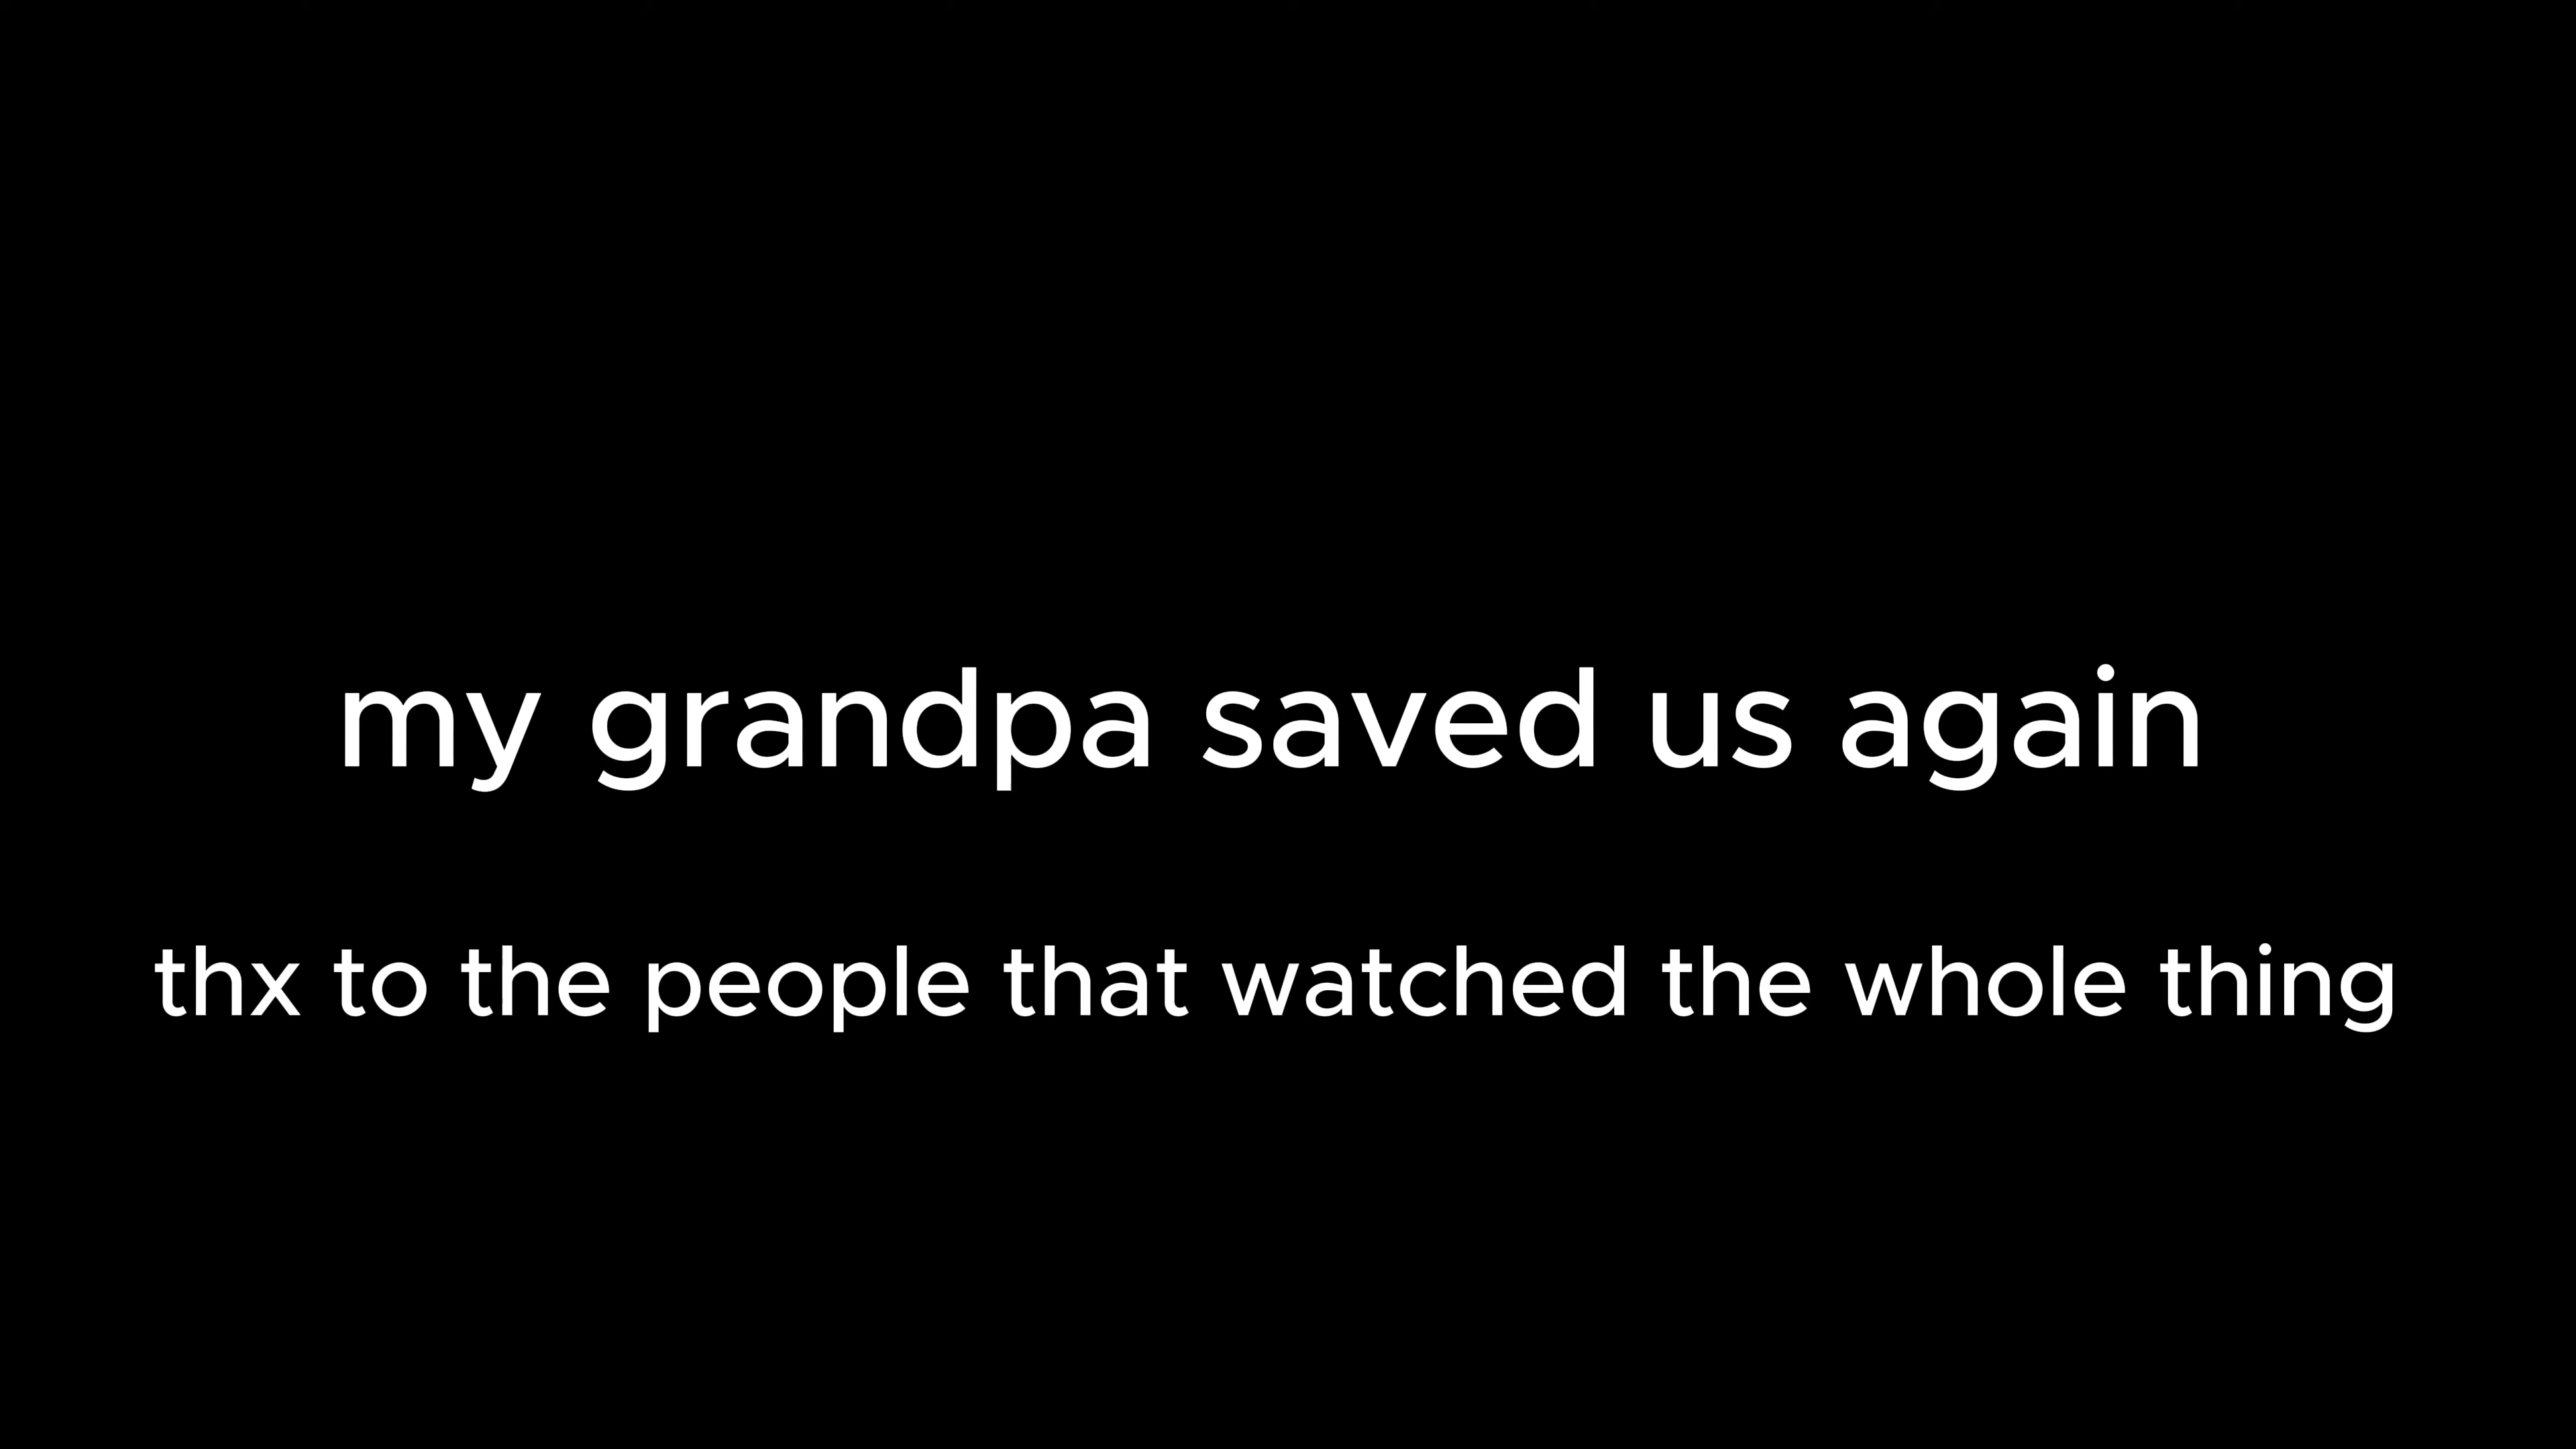 my grandpa saved us again
thx to the people that watched the whole thing